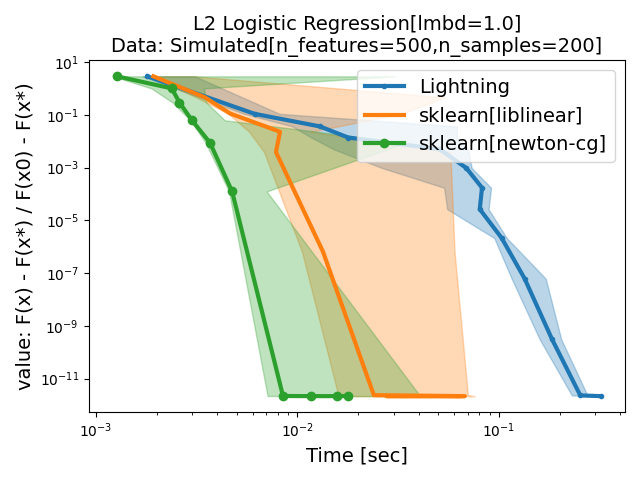 L2 Logistic Regression[lmbd=1.0]
Data: Simulated[n_features=500,n_samples=200]
value: F(x) - F(x*) / F(x0) - F(x*)
10¹
10⁻¹
10⁻³
10⁻⁵
10⁻⁷
10⁻⁹
10⁻¹¹
Lightning
sklearn[liblinear]
sklearn[newton-cg]
10⁻³
10⁻²
10⁻¹
Time [sec]